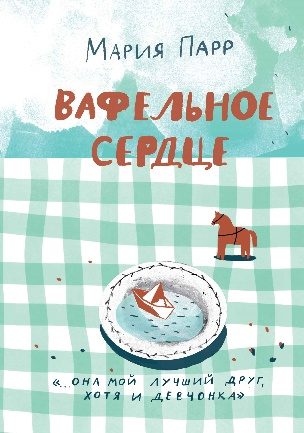 Мария Парр
ВАФЕЛЬНОЕ
СЕРДЦЕ
«...ОНА МОЙ ЛУЧШИЙ ДРУГ,
ХОТЯ И ДЕВЧОНКА»